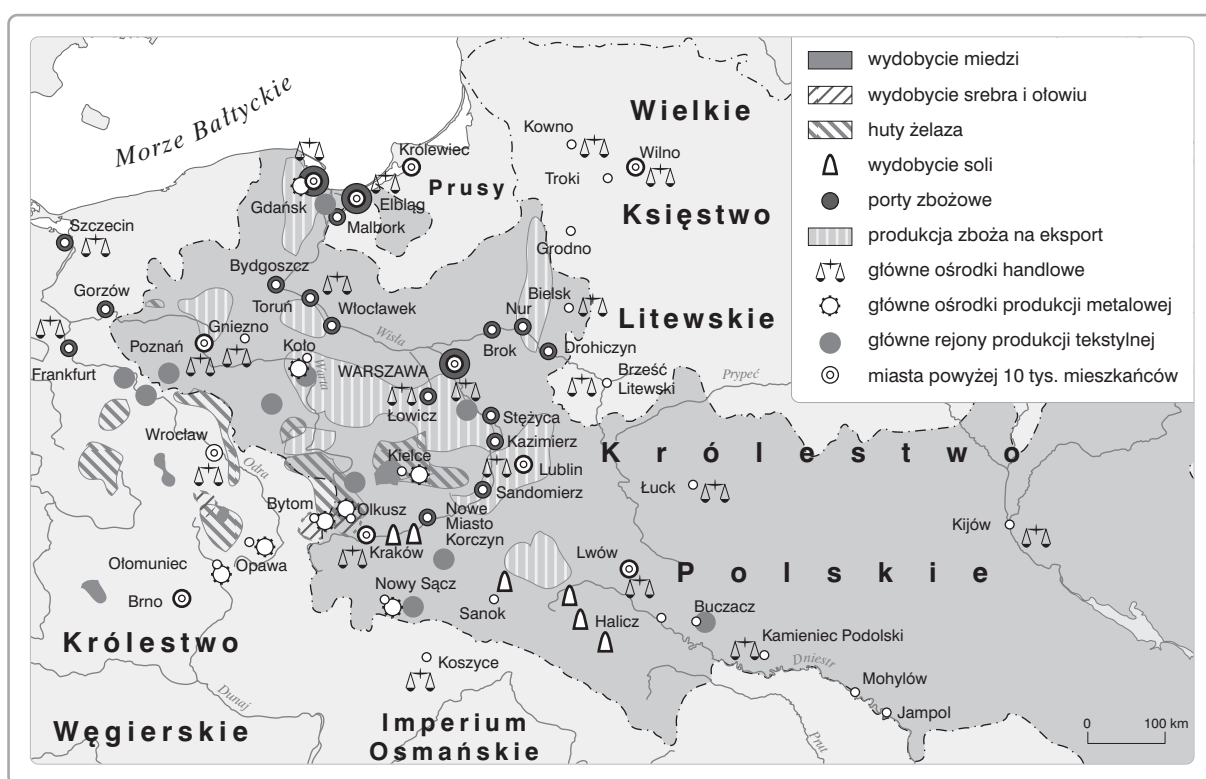 Morze Bałtyckie
Wielkie
Księstwo
Litewskie
Prusy
Królestwo
Polskie
Królestwo
Węgierskie
Imperium
Osmańskie
Kowno
Wilno
Troki
Grodno
Królewiec
Gdańsk
Elbląg
Malbork
Szczecin
Gorzów
Frankfurt
Bydgoszcz
Toruń
Włocławek
Wisła
Nur
Brok
Bielsk
Drohiczyn
Brześć
Litewski
Prypeć
Poznań
Gniezno
Koło
Warta
WARSZAWA
Łowicz
Stężyca
Kazimierz
Lublin
Sandomierz
Kielce
Wrocław
Odra
Bytom
Olkusz
Nowe
Miasto
Korczyn
Kraków
Łuck
Kijów
Lwów
Ołomuniec
Opawa
Brno
Nowy Sącz
Sanok
Halicz
Buczacz
Kamieniec Podolski
Dniestr
Mohylów
Jampol
Koszyce
Dunaj
Prut
wydobycie miedzi
wydobycie srebra i ołowiu
huty żelaza
wydobycie soli
porty zbożowe
produkcja zboża na eksport
główne ośrodki handlowe
główne ośrodki produkcji metalowej
główne rejony produkcji tekstylnej
miasta powyżej 10 tys. mieszkańców
0 100 km